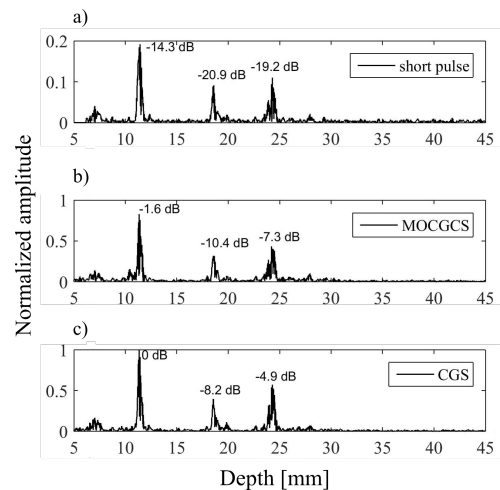 a)
-14.3 dB
-20.9 dB
-19.2 dB
short pulse
0.2
0.1
0
5 10 15 20 25 30 35 40 45
Normalized amplitude
b)
-1.6 dB
-10.4 dB
-7.3 dB
MOCGCS
1
0.5
0
5 10 15 20 25 30 35 40 45
c)
0 dB
-8.2 dB
-4.9 dB
CGS
1
0.5
0
5 10 15 20 25 30 35 40 45
Depth [mm]